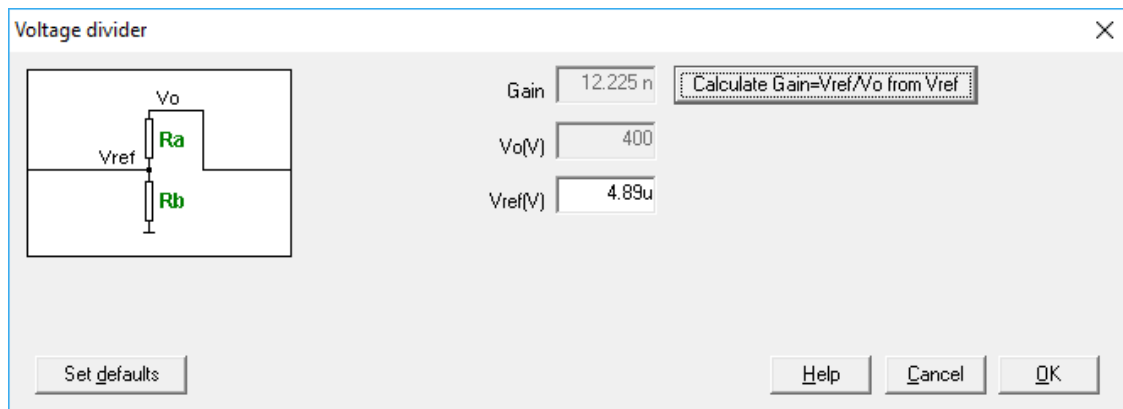 Voltage divider
Vo
Ra
Vref
Rb
Gain 12.225 n Calculate Gain=Vref/Vo from Vref
Vo(V) 400
Vref(V) 4.89u
Set defaults Help Cancel OK